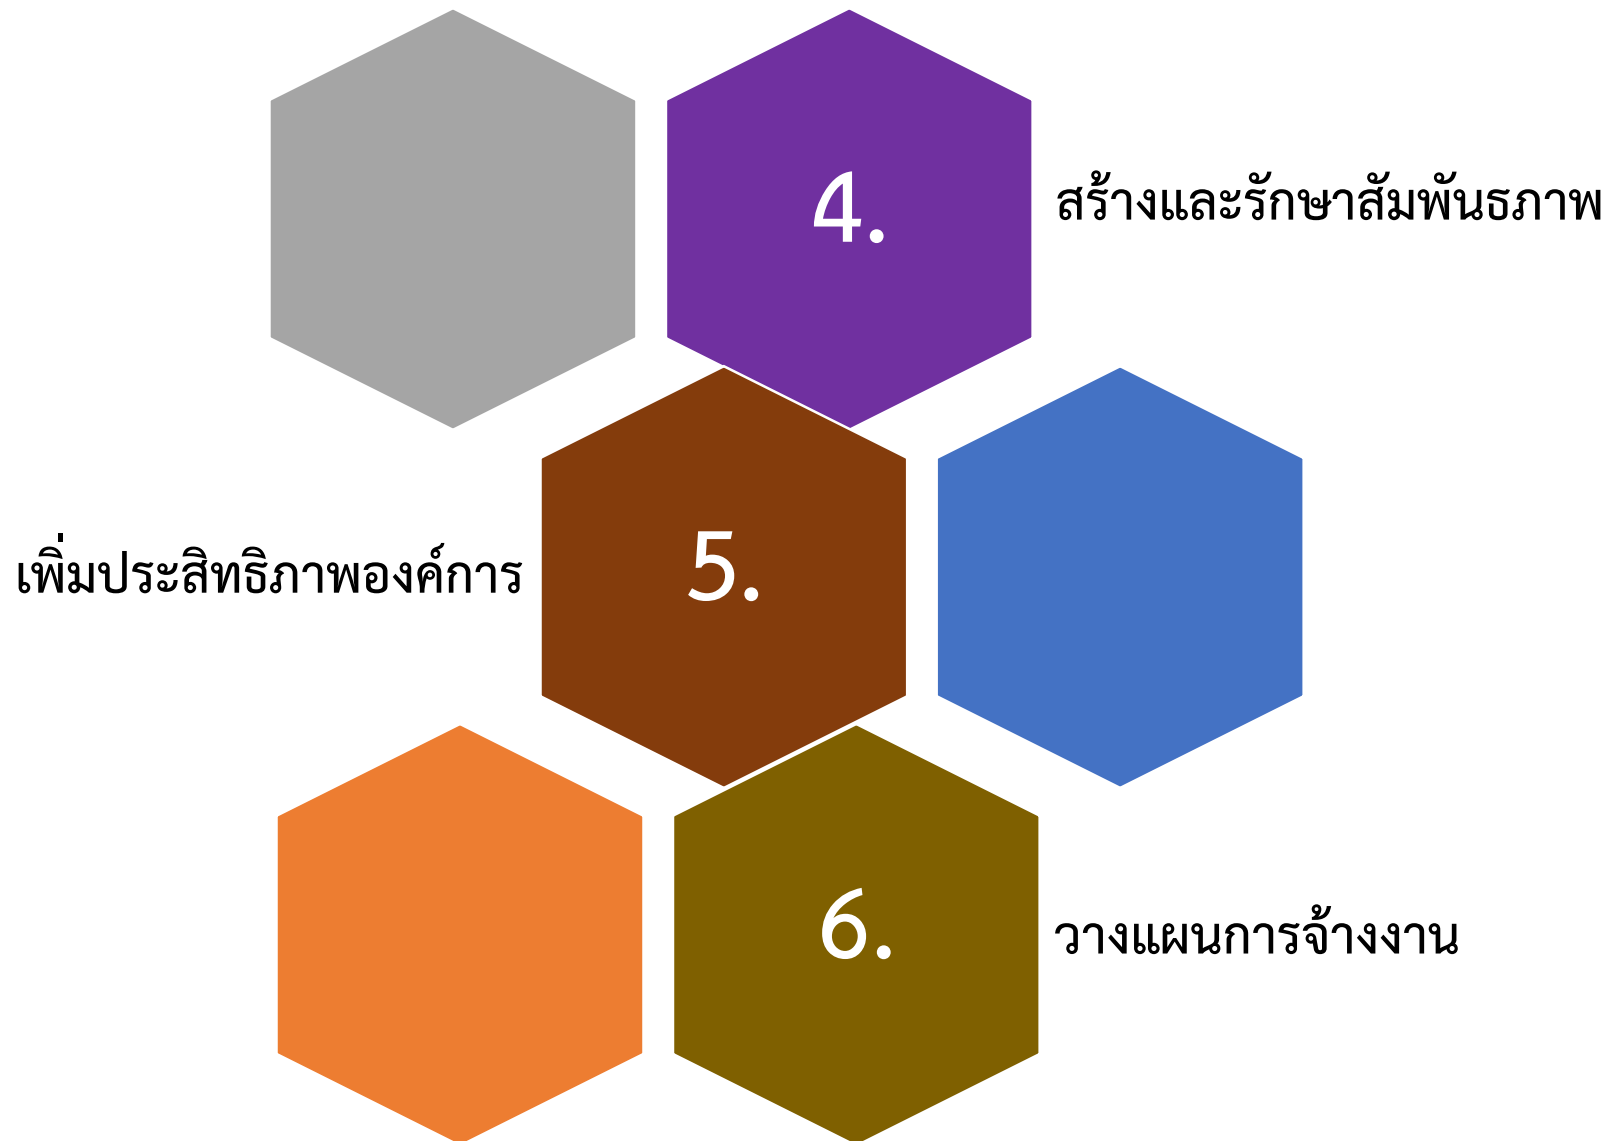 4.
สร้างและรักษาสัมพันธภาพ
เพิ่มประสิทธิภาพองค์การ
5.
6.
วางแผนการจ้างงาน